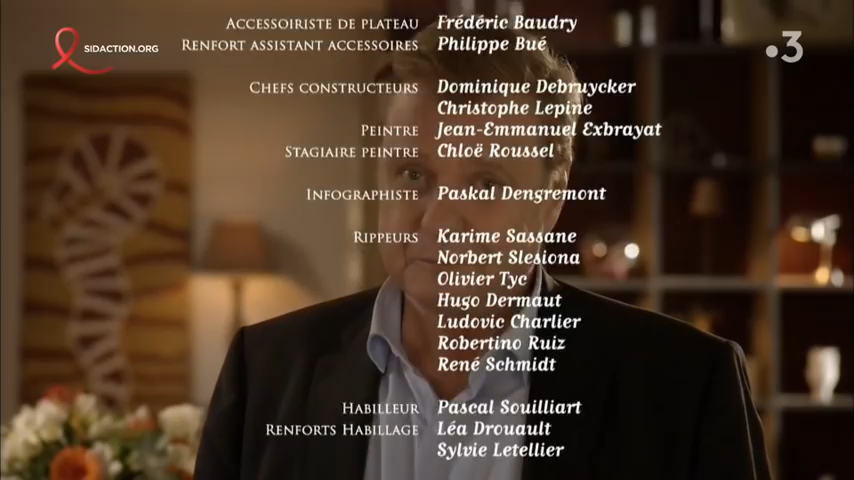 Accessoiriste de plateau Frédéric Baudry
SIDACTION.ORG
Renfort assistant accessoires Philippe Bué
.3
Chefs constructeurs Dominique Debruycker
Christophe Lepine
Peintre Jean-Emmanuel Exbrayat
Stagiaire peintre Chloë Roussel
Infographiste Paskal Dengremont
Rippeurs Karime Sassane
Norbert Slesiona
Olivier Tyc
Hugo Dermaut
Ludovic Charlier
Robertino Ruiz
René Schmidt
Habilleur Pascal Souilliart
Renforts habillage Léa Drouault
Sylvie Letellier